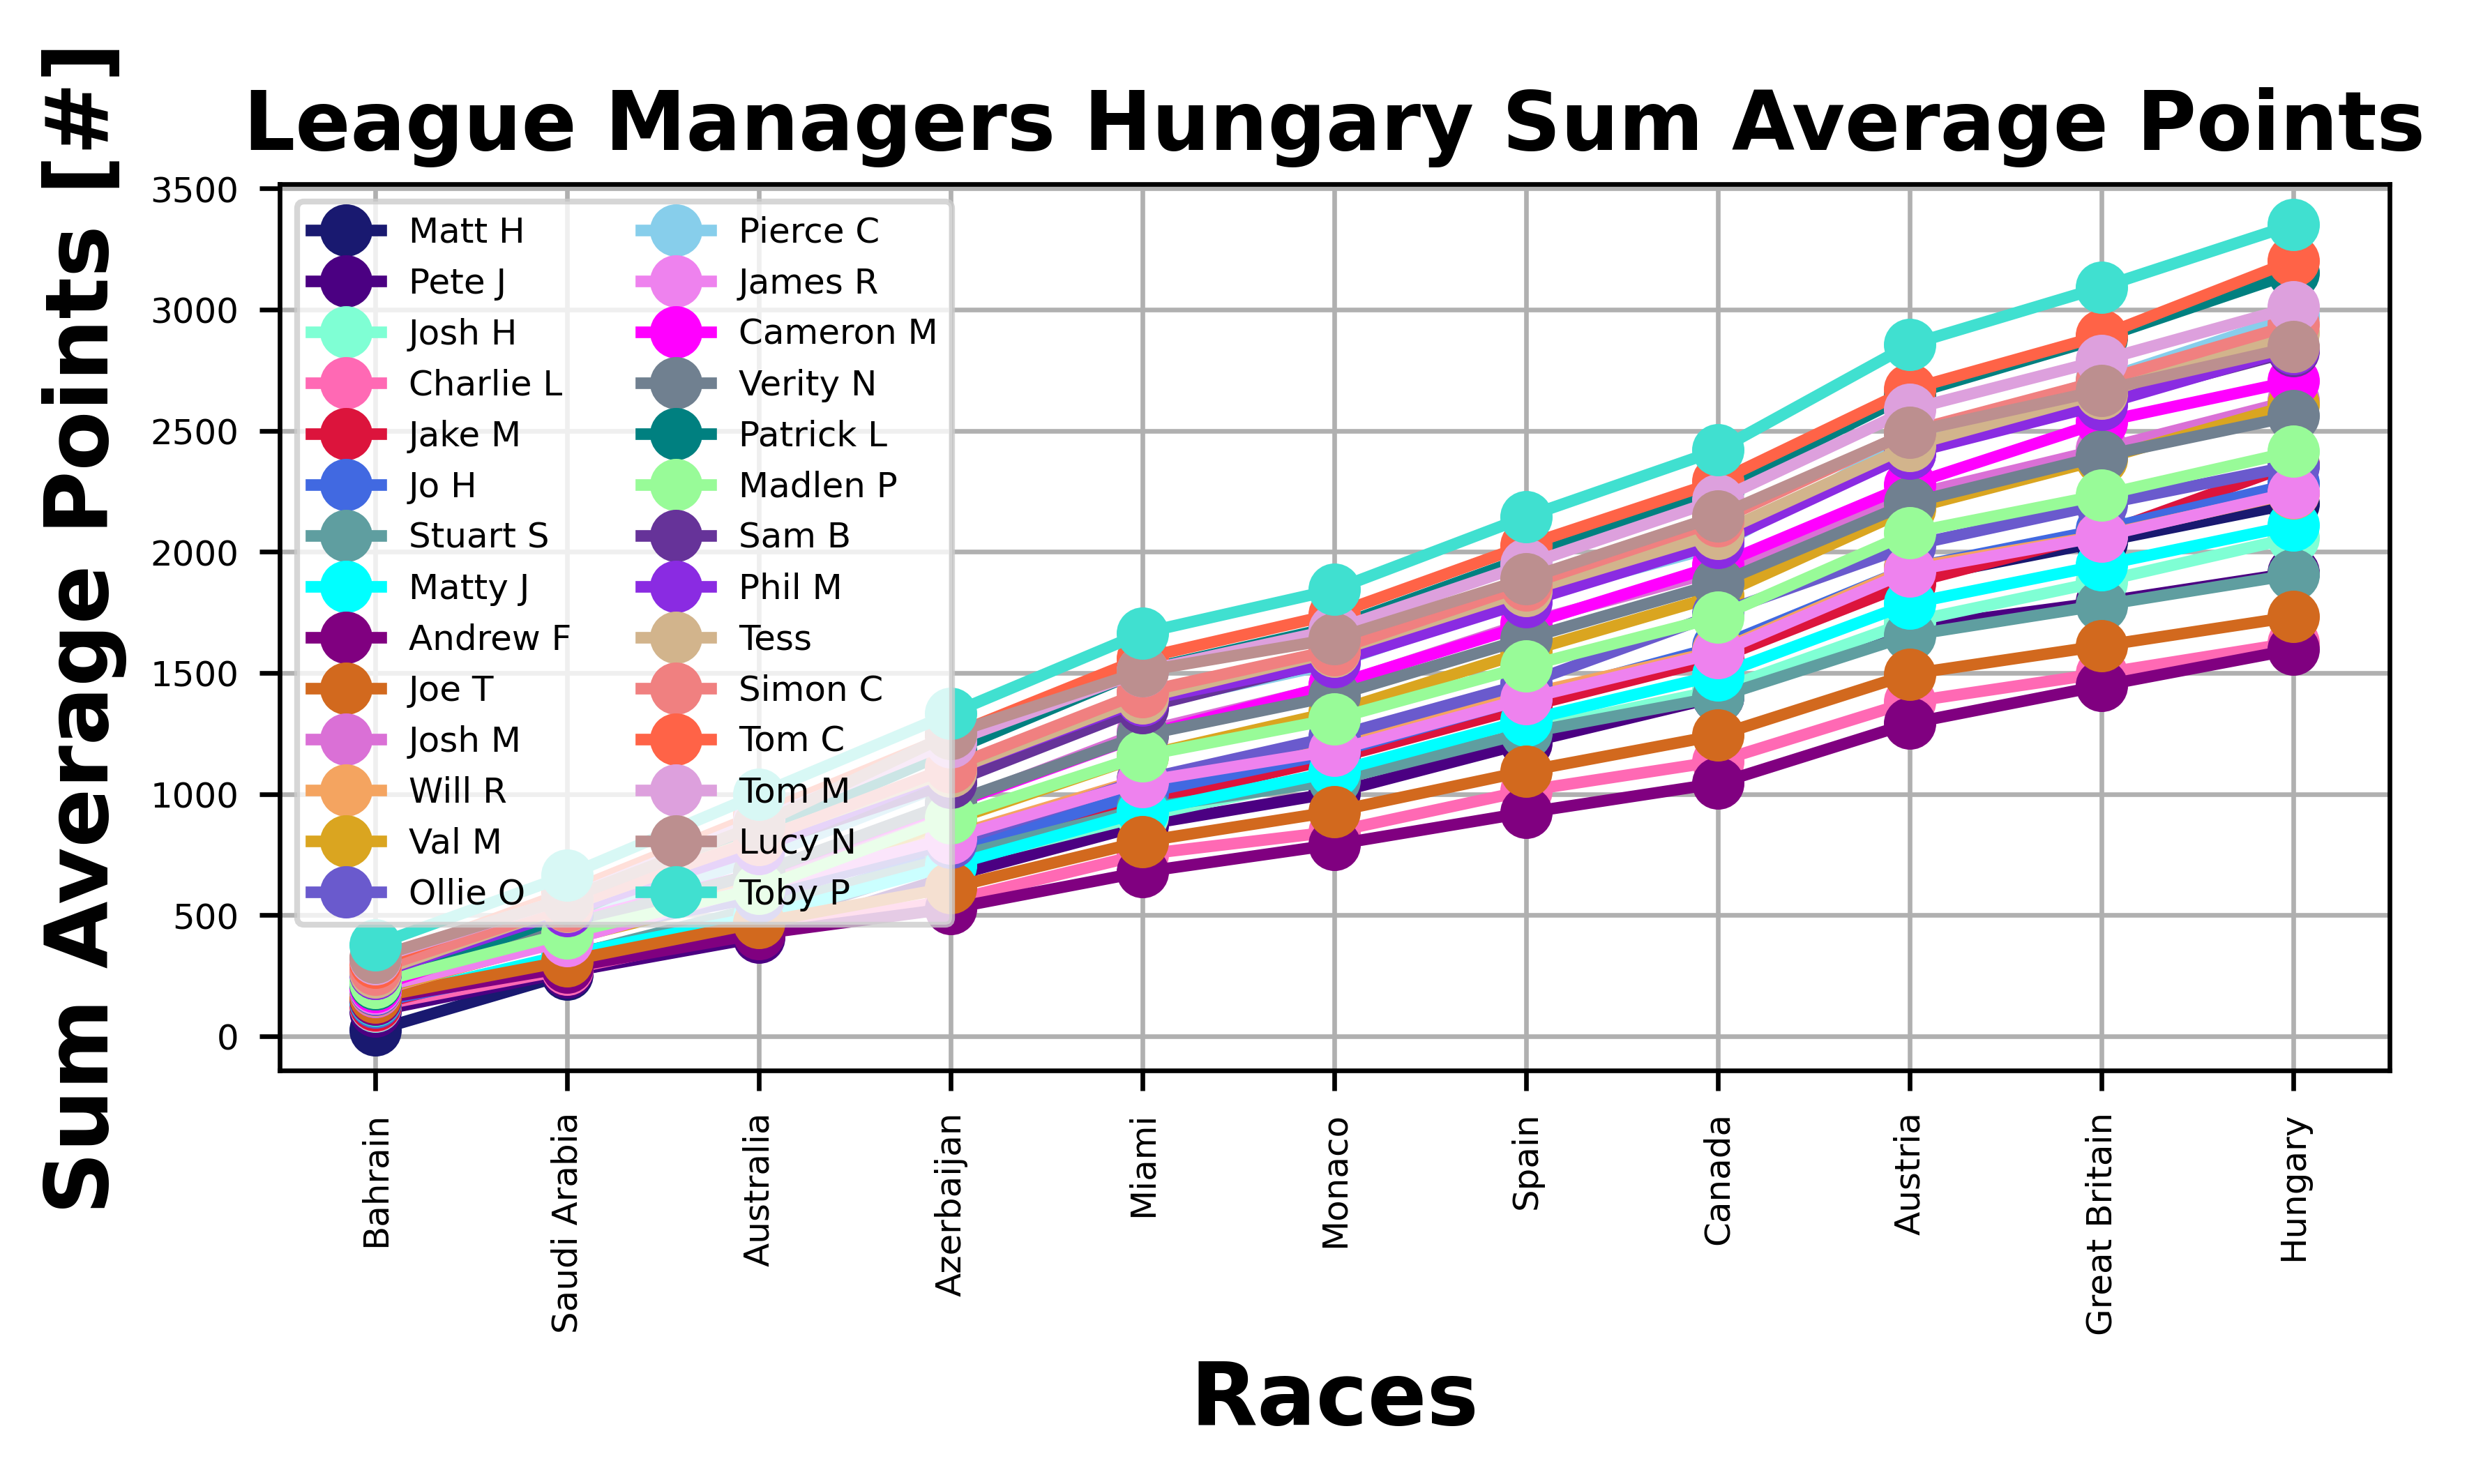 League Managers Hungary Sum Average Points
Sum Average Points [#]
3500
3000
2500
2000
1500
1000
500
0
Matt H
Pete J
Josh H
Charlie L
Jake M
Jo H
Stuart S
Matty J
Andrew F
Joe T
Josh M
Will R
Val M
Ollie O
Pierce C
James R
Cameron M
Verity N
Patrick L
Madlen P
Sam B
Phil M
Tess
Simon C
Tom C
Tom M
Lucy N
Toby P
Bahrain
Saudi Arabia
Australia
Azerbaijan
Miami
Monaco
Spain
Canada
Austria
Great Britain
Hungary
Races